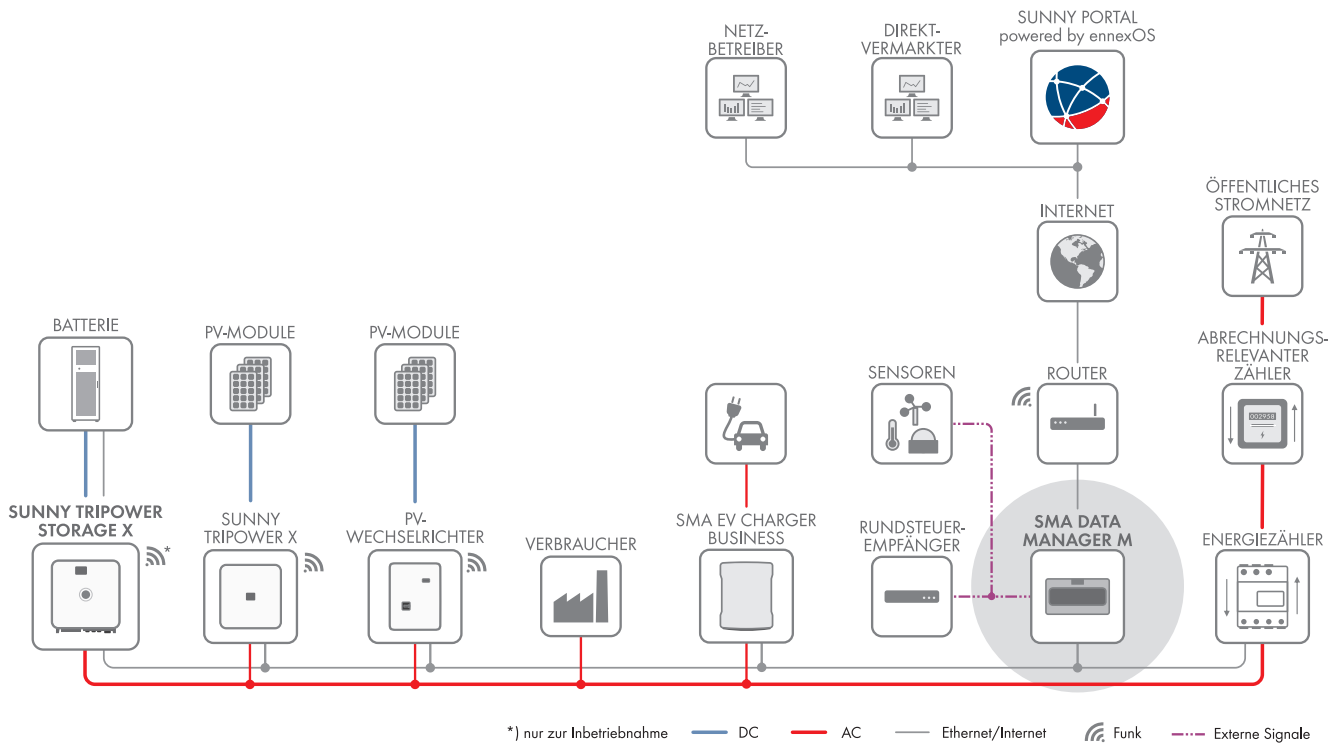 SUNNY PORTAL
powered by ennexOS
NETZ-
BETREIBER
DIREKT-
VERMARKTER
ÖFFENTLICHES
STROMNETZ
INTERNET
BATTERIE
PV-MODULE
PV-MODULE
SENSOREN
ROUTER
ABRECHNUNGS-
RELEVANTER
ZÄHLER
002958
SUNNY TRIPOWER
STORAGE X
*
SUNNY
TRIPOWER X
PV-
WECHSELRICHTER
VERBRAUCHER
SMA EV CHARGER
BUSINESS
RUNDSTEUER-
EMPFÄNGER
SMA DATA
MANAGER M
ENERGIEZÄHLER
*) nur zur Inbetriebnahme
DC
AC
Ethernet/Internet
Funk
Externe Signale